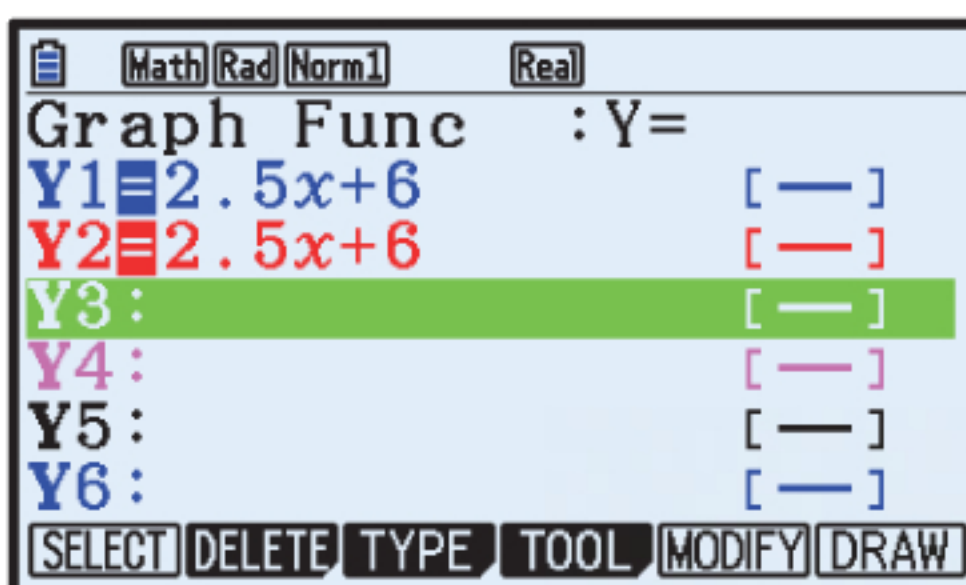 Math Rad Norm1 Real
Graph Func :Y=
Y1=2.5x+6 [—]
Y2=2.5x+6 [—]
Y3: [—]
Y4: [—]
Y5: [—]
Y6: [—]
SELECT DELETE TYPE TOOL MODIFY DRAW